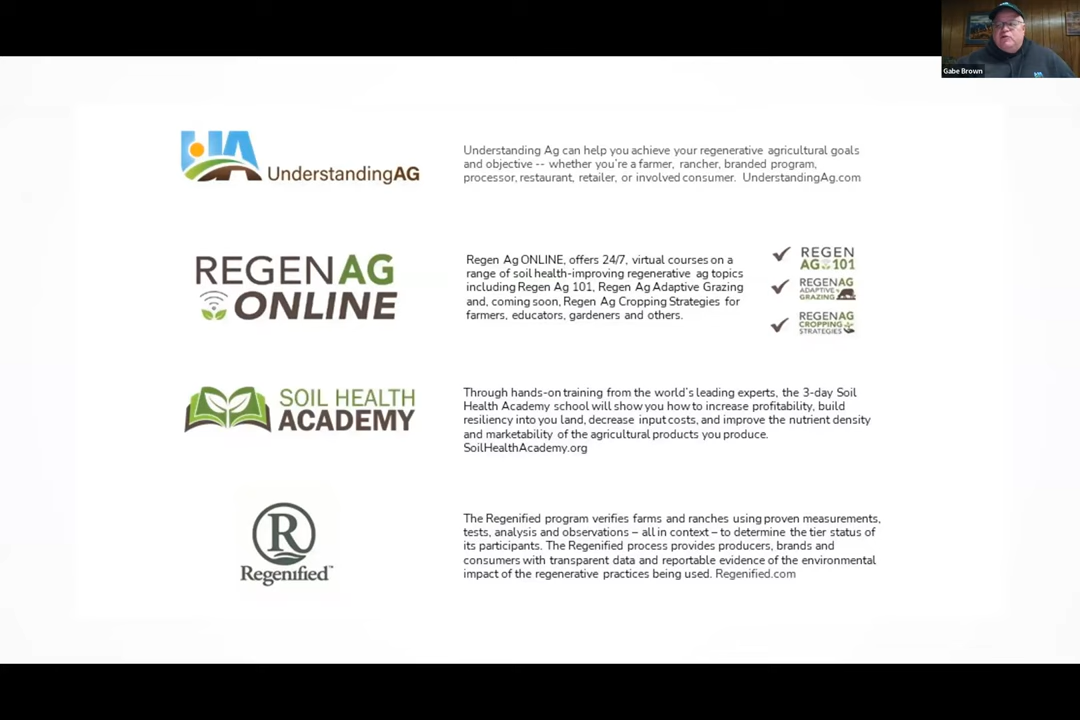 Gabe Brown
UA
UnderstandingAG
Understanding Ag can help you achieve your regenerative agricultural goals
and objective -- whether you're a farmer, rancher, branded program,
processor, restaurant, retailer, or involved consumer. UnderstandingAg.com
REGENAG
ONLINE
Regen Ag ONLINE, offers 24/7, virtual courses on a
range of soil health-improving regenerative ag topics
including Regen Ag 101, Regen Ag Adaptive Grazing
and, coming soon, Regen Ag Cropping Strategies for
farmers, educators, gardeners and others.
REGEN
AG 101
REGENAG
ADAPTIVE
GRAZING
REGENAG
CROPPING
STRATEGIES
SOIL HEALTH
ACADEMY
Through hands-on training from the world's leading experts, the 3-day Soil
Health Academy school will show you how to increase profitability, build
resiliency into you land, decrease input costs, and improve the nutrient density
and marketability of the agricultural products you produce.
SoilHealthAcademy.org
R
Regenified™
The Regenified program verifies farms and ranches using proven measurements,
tests, analysis and observations – all in context – to determine the tier status of
its participants. The Regenified process provides producers, brands and
consumers with transparent data and reportable evidence of the environmental
impact of the regenerative practices being used. Regenified.com